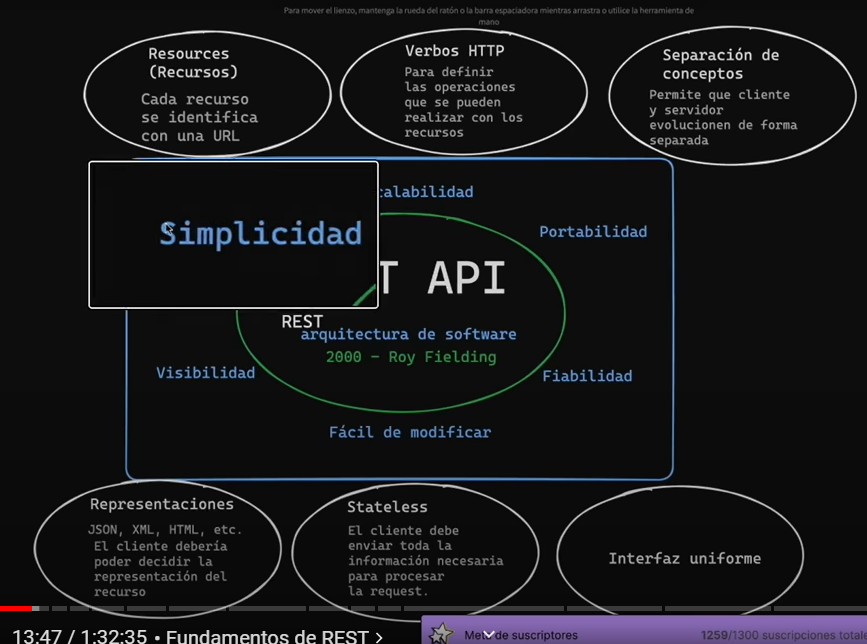 Para mover el lienzo, mantenga la rueda del ratón o la barra espaciadora mientras arrastra o utilice la herramienta de
mano
Resources
(Recursos)
Cada recurso
se identifica
con una URL
Verbos HTTP
Para definir
las operaciones
que se pueden
realizar con los
recursos
Separación de
conceptos
Permite que cliente
y servidor
evolucionen de forma
separada
calabilidad
Simplicidad
Portabilidad
T API
REST
arquitectura de software
2000 - Roy Fielding
Visibilidad
Fiabilidad
Fácil de modificar
Representaciones
JSON, XML, HTML, etc.
El cliente debería
poder decidir la
representación del
recurso
Stateless
El cliente debe
enviar toda la
información necesaria
para procesar
la request.
Interfaz uniforme
13:47 / 1:32:35 • Fundamentos de REST >
de suscriptores
1259/1300 suscripciones total